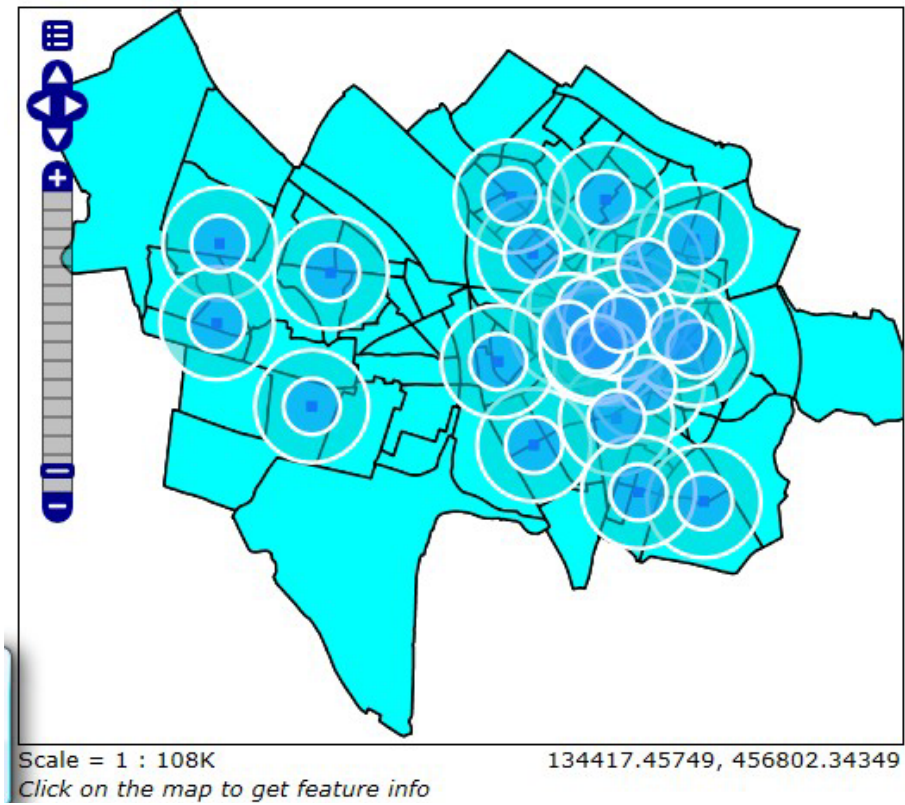 Scale = 1 : 108K
134417.45749, 456802.34349
Click on the map to get feature info